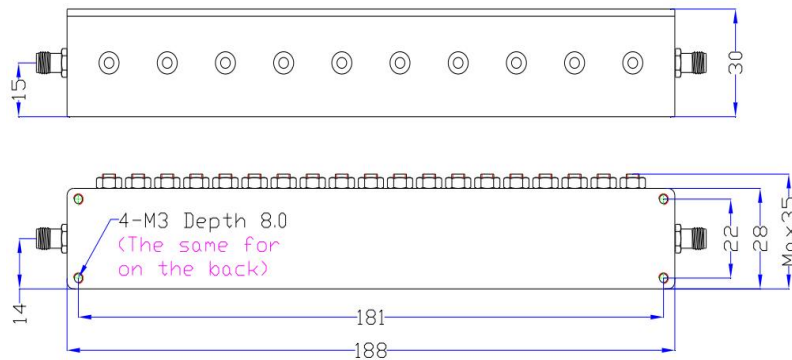 15
30
4-M3 Depth 8.0
(The same for
on the back)
14
22
28
Max35
181
188